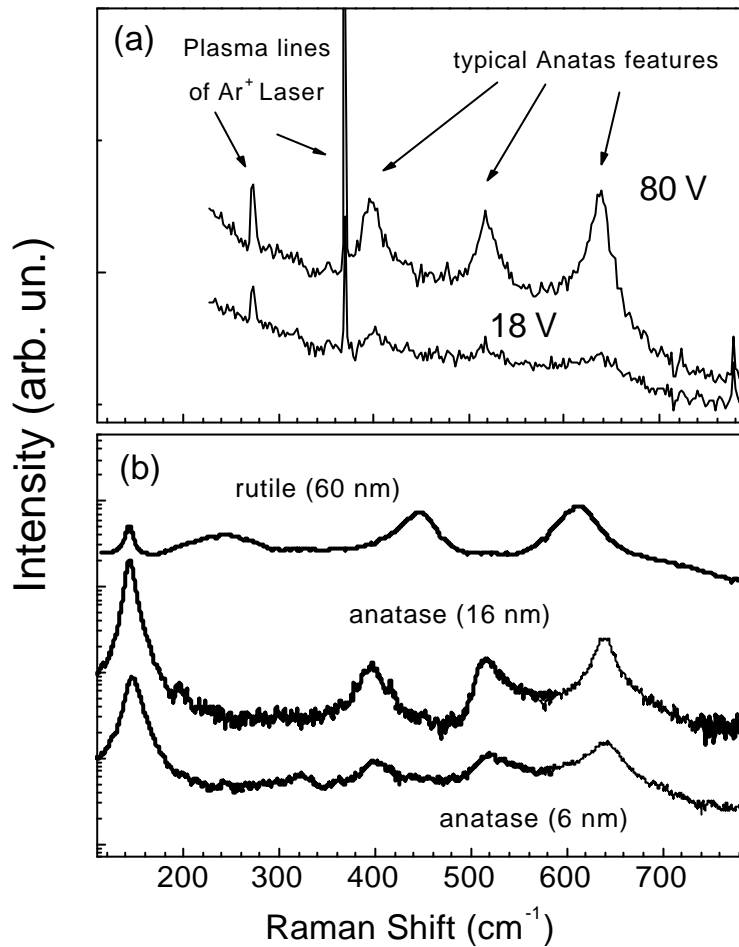 (a)
Plasma lines
of Ar⁺ Laser
typical Anatas features
80 V
18 V
Intensity (arb. un.)
(b)
rutile (60 nm)
anatase (16 nm)
anatase (6 nm)
200 300 400 500 600 700
Raman Shift (cm⁻¹)